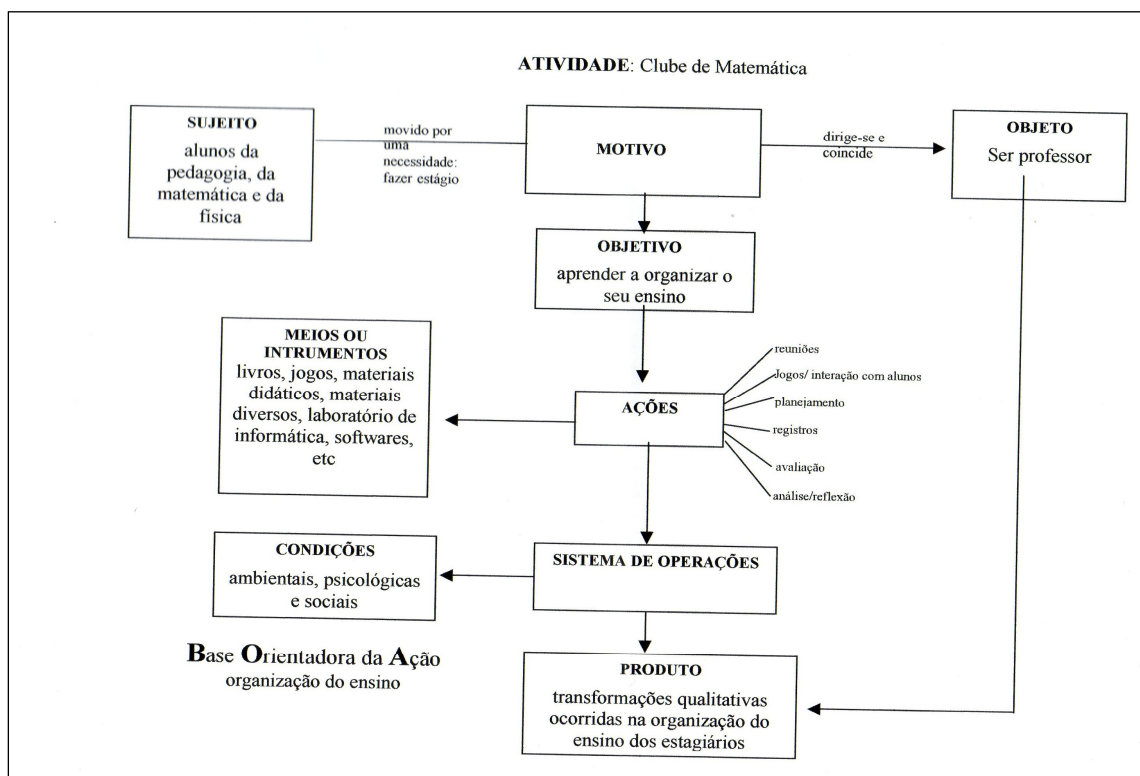 ATIVIDADE: Clube de Matemática
SUJEITO
alunos da
pedagogia, da
matemática e da
física
movido por
uma
necessidade:
fazer estágio
MOTIVO
dirige-se e
coincide
OBJETO
Ser professor
OBJETIVO
aprender a organizar o
seu ensino
MEIOS OU
INTRUMENTOS
livros, jogos, materiais
didáticos, materiais
diversos, laboratório de
informática, softwares,
etc
AÇÕES
reuniões
Jogos/ interação com alunos
planejamento
registros
avaliação
análise/reflexão
CONDIÇÕES
ambientais, psicológicas
e sociais
SISTEMA DE OPERAÇÕES
Base Orientadora da Ação
organização do ensino
PRODUTO
transformações qualitativas
ocorridas na organização do
ensino dos estagiários